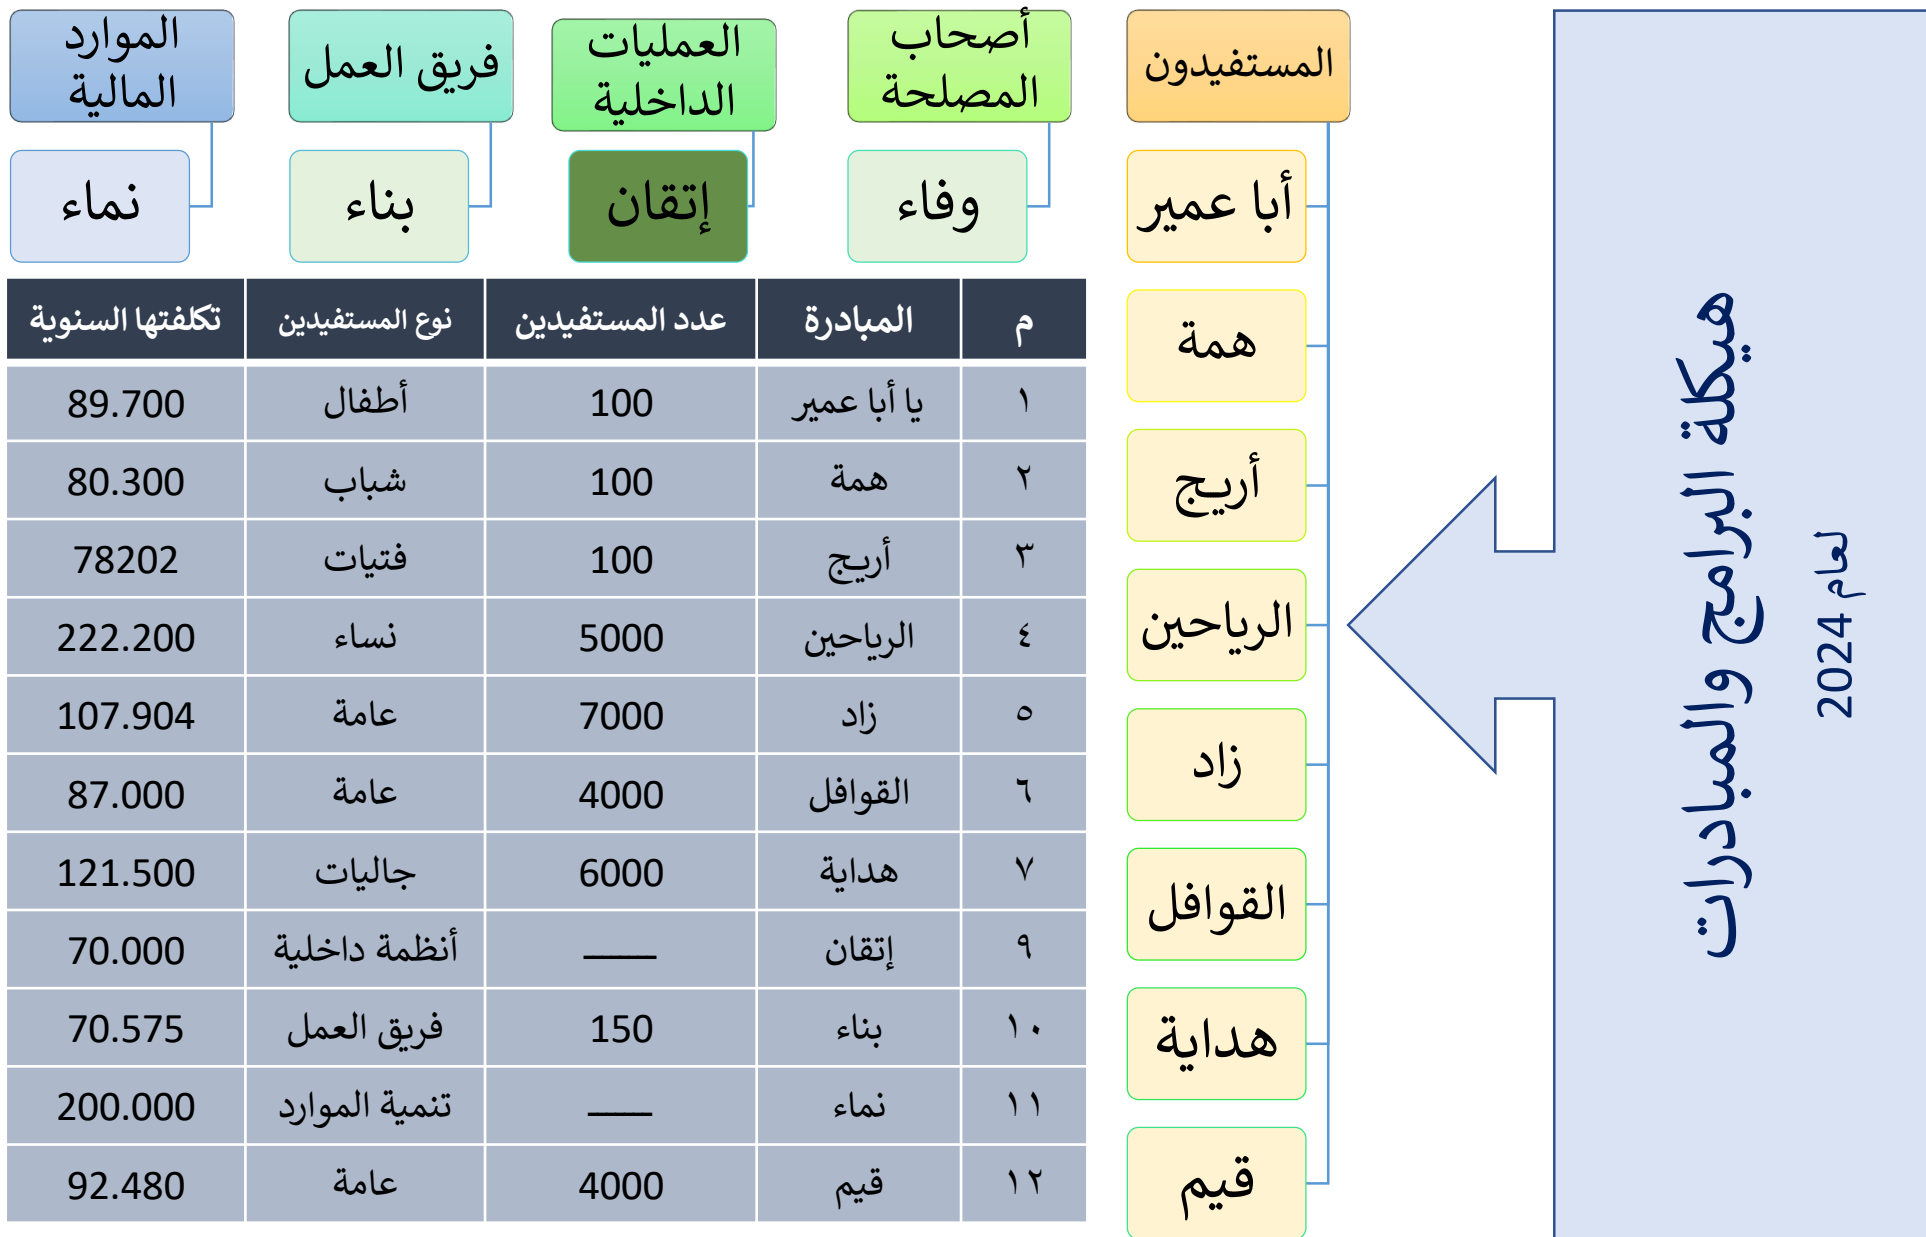 هيكلة البرامج والمبادرات
لعام 2024
المستفيدون
أبا عمير
همة
أريج
الرياحين
زاد
القوافل
هداية
قيم
أصحاب
المصلحة
وفاء
العمليات
الداخلية
إتقان
فريق العمل
بناء
الموارد
المالية
نماء
م المبادرة عدد المستفيدين نوع المستفيدين تكلفتها السنوية
١ يا أبا عمير 100 أطفال 89.700
٢ همة 100 شباب 80.300
٣ أريج 100 فتيات 78202
٤ الرياحين 5000 نساء 222.200
٥ زاد 7000 عامة 107.904
٦ القوافل 4000 عامة 87.000
٧ هداية 6000 جاليات 121.500
٩ إتقان —— أنظمة داخلية 70.000
١٠ بناء 150 فريق العمل 70.575
١١ نماء —— تنمية الموارد 200.000
١٢ قيم 4000 عامة 92.480